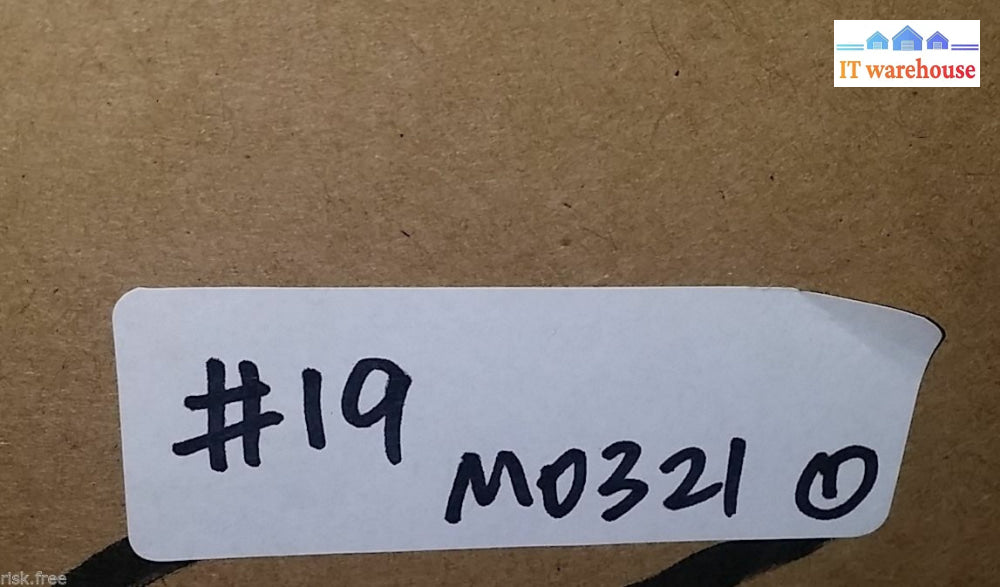 IT warehouse
#19
M0321 ①
risk.free